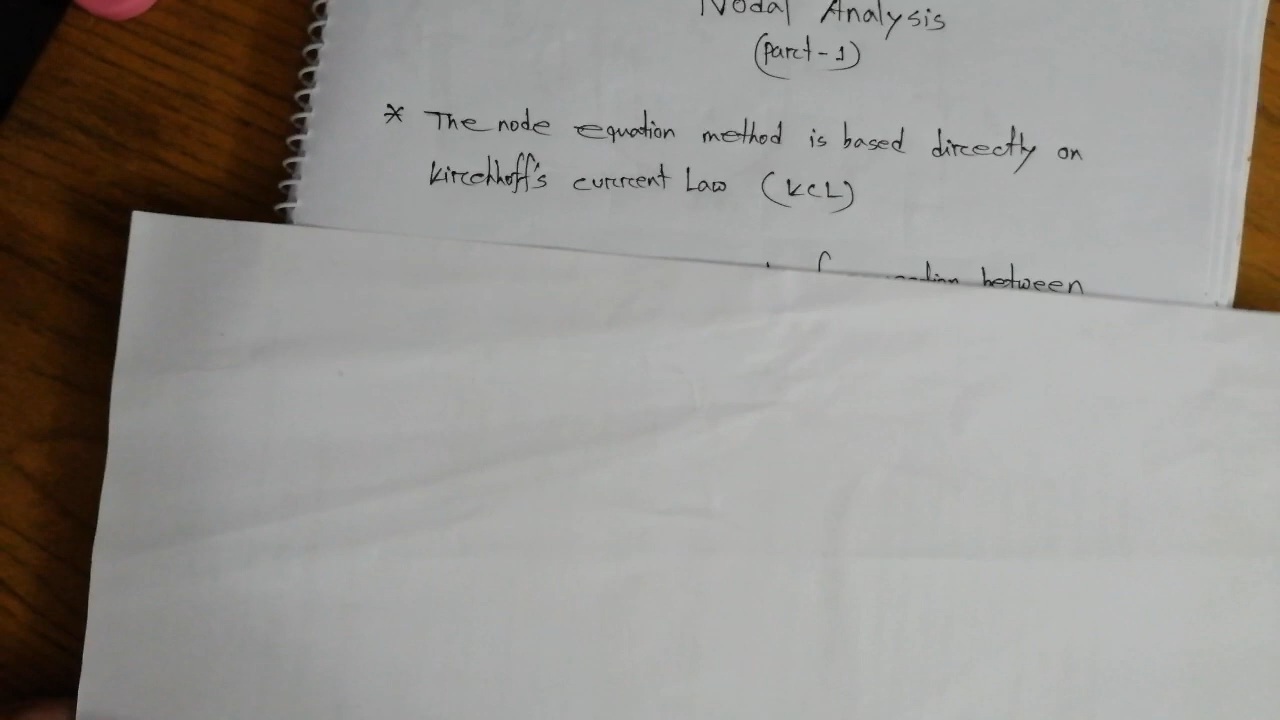 Nodal Analysis
(part-1)
* The node equation method is based directly on
Kirchhoff's current Law (KCL)
between